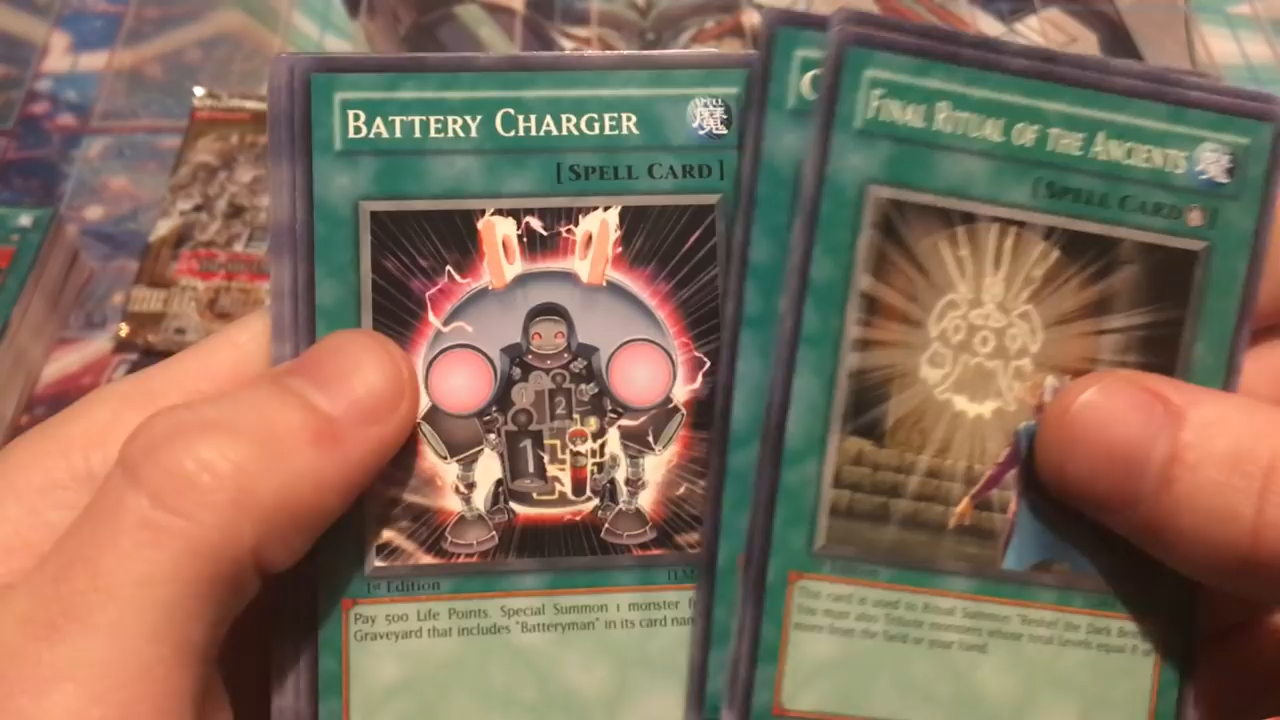 BATTERY CHARGER
魔
[SPELL CARD]
1
2
3
1
1st Edition
Pay 500 Life Points. Special Summon 1 monster f
Graveyard that includes "Batteryman" in its card nam
C
FINAL RITUAL OF THE ANCIENTS
魔
[SPELL CARD
This card is used to Ritual Summon "Reshef the Dark Bei
You must also Tribute monsters whose total Levels equal 8 or
more from the field or your hand.